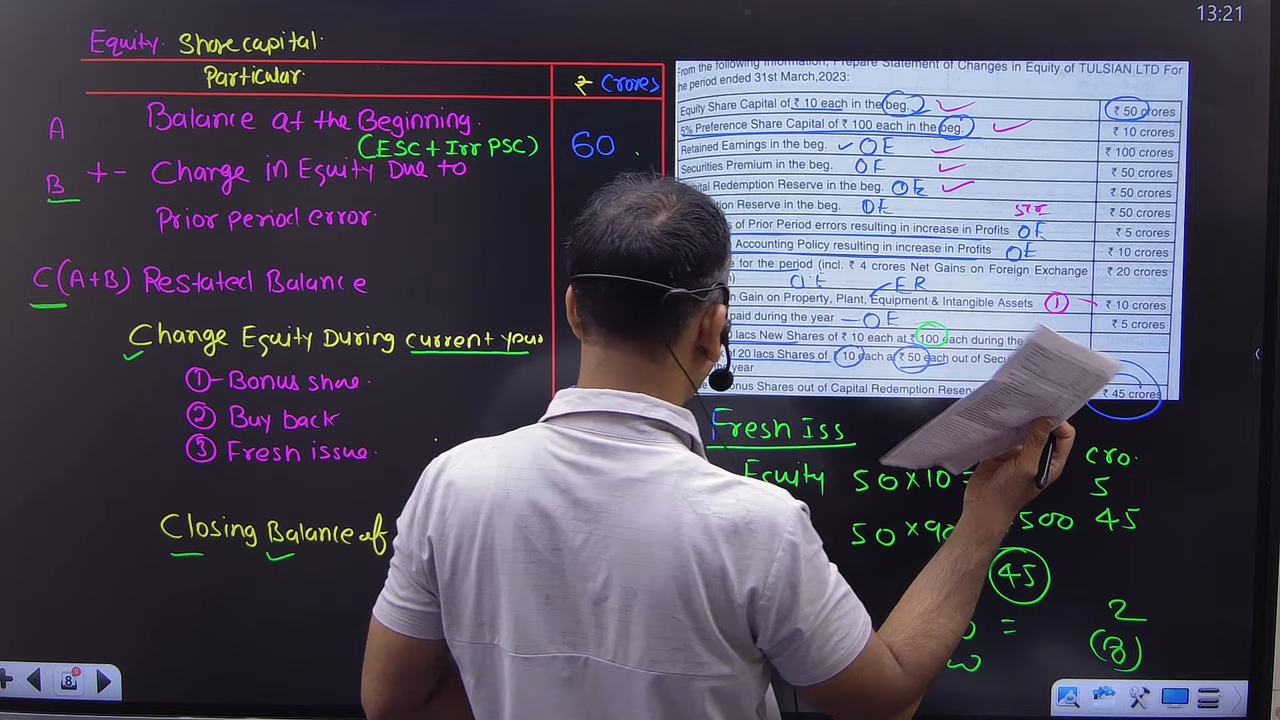 13:21
Equity Share capital.
Particular
₹ Crores
A Balance at the Beginning.
(ESC + Irr PSC) 60
B + - Change in Equity Due to
Prior period error
C (A+B) Restated Balance
Change Equity During current year
① - Bonus share.
② - Buy back
③ - Fresh issue.
Closing Balance of
From the following information, Prepare Statement of Changes in Equity of TULSIAN LTD For
the period ended 31st March,2023:
Equity Share Capital of ₹ 10 each in the beg. ₹ 50 crores
5% Preference Share Capital of ₹ 100 each in the beg. ₹ 10 crores
Retained Earnings in the beg. OE ₹ 100 crores
Securities Premium in the beg. OE ₹ 50 crores
Redemption Reserve in the beg. OE ₹ 50 crores
Reserve in the beg. OE ₹ 50 crores
of Prior Period errors resulting in increase in Profits OE ₹ 5 crores
Accounting Policy resulting in increase in Profits OE ₹ 10 crores
for the period (incl. ₹ 4 crores Net Gains on Foreign Exchange ₹ 20 crores
OE FR
Gain on Property, Plant, Equipment & Intangible Assets ① ₹ 10 crores
paid during the year - OE ₹ 5 crores
lacs New Shares of ₹ 10 each at ₹ 100 each during the
of 20 lacs Shares of 10 each at ₹ 50 each out of
year
Bonus Shares out of Capital Redemption ₹ 45 crores
Fresh Iss
cro.
Equity 50 × 10 = 5
50 × 90 500 45
45
= 2
(8)